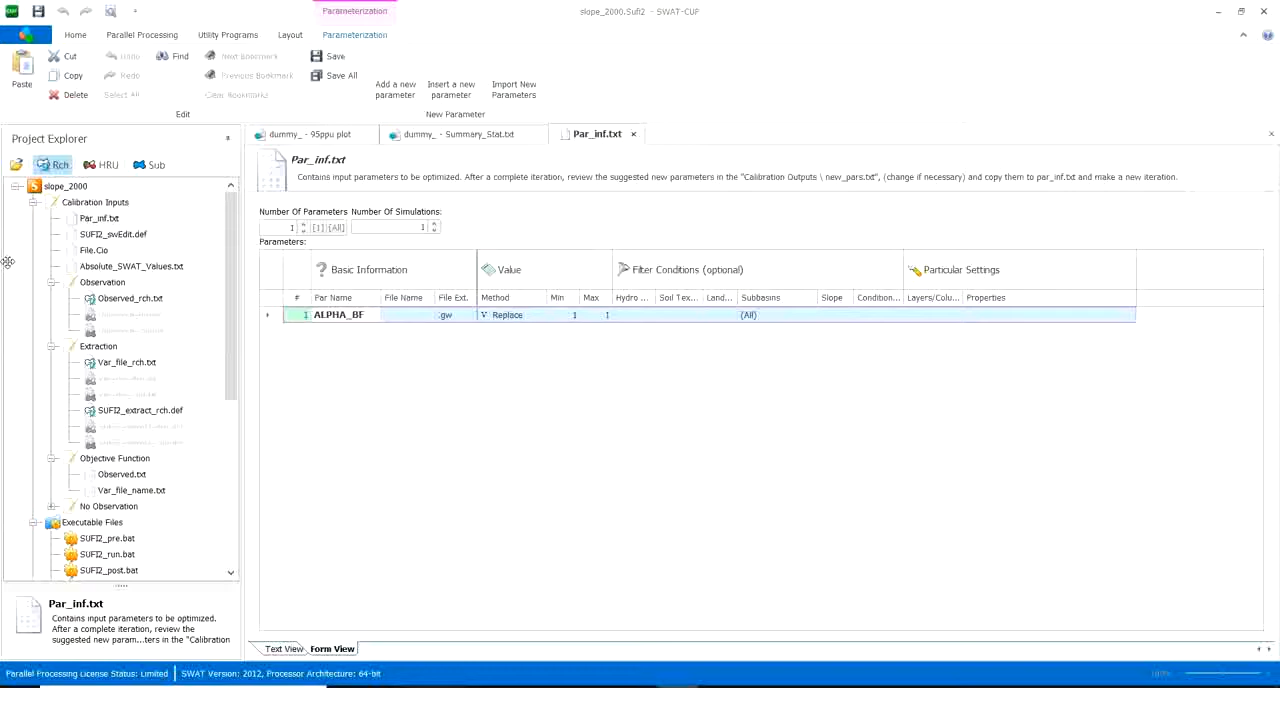 Parameterization
slope_2000.Sufi2 - SWAT-CUP
Home Parallel Processing Utility Programs Layout Parameterization
Paste
Cut
Copy
Delete
Undo
Redo
Select All
Find
Next Bookmark
Previous Bookmark
Clear Bookmarks
Save
Save All
Add a new parameter
Insert a new parameter
Import New Parameters
Edit
New Parameter
Project Explorer
Rch HRU Sub
slope_2000
Calibration Inputs
Par_inf.txt
SUFI2_swEdit.def
File.Cio
Absolute_SWAT_Values.txt
Observation
Observed_rch.txt
Extraction
Var_file_rch.txt
SUFI2_extract_rch.def
Objective Function
Observed.txt
Var_file_name.txt
No Observation
Executable Files
SUFI2_pre.bat
SUFI2_run.bat
SUFI2_post.bat
Par_inf.txt
Contains input parameters to be optimized.
After a complete iteration, review the
suggested new param...ters in the "Calibration
dummy_ - 95ppu plot
dummy_ - Summary_Stat.txt
Par_inf.txt
Par_inf.txt
Contains input parameters to be optimized. After a complete iteration, review the suggested new parameters in the "Calibration Outputs \ new_pars.txt", (change if necessary) and copy them to par_inf.txt and make a new iteration.
Number Of Parameters Number Of Simulations:
1 [1] {All} 1
Parameters:
Basic Information Value Filter Conditions (optional) Particular Settings
# Par Name File Name File Ext. Method Min Max Hydro ... Soil Tex... Land... Subbasins Slope Condition... Layers/Colu... Properties
1 ALPHA_BF .gw V Replace 1 1 (All)
Text View Form View
Parallel Processing License Status: Limited SWAT Version: 2012, Processor Architecture: 64-bit